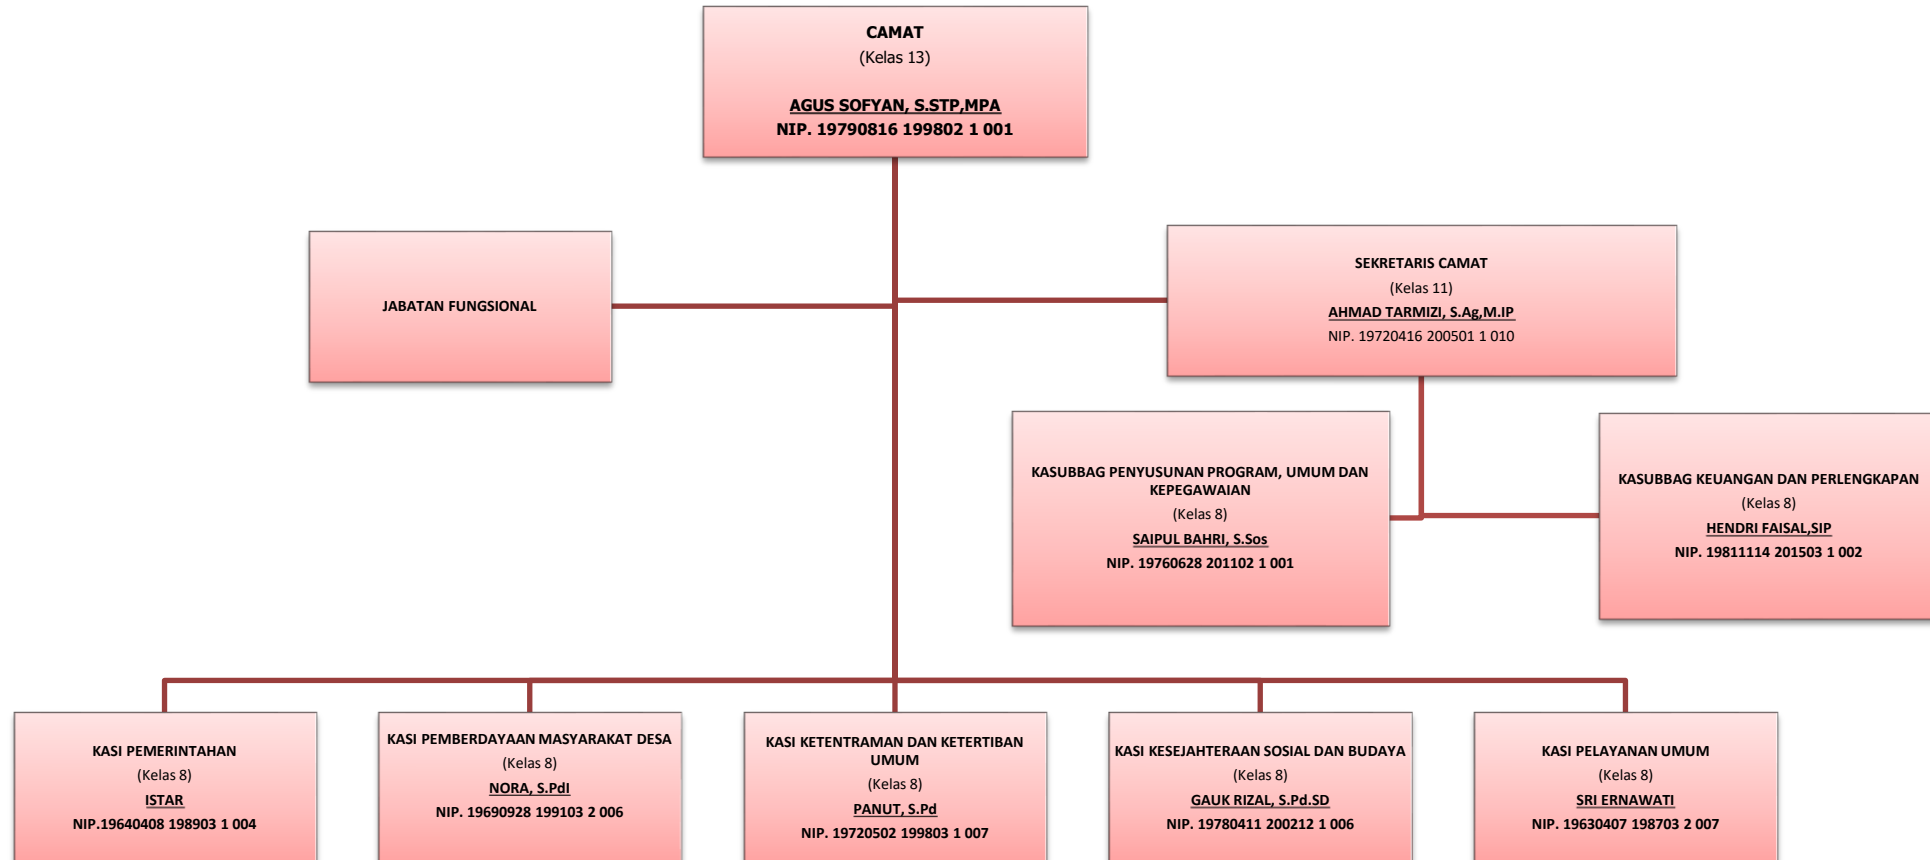 CAMAT
(Kelas 13)
AGUS SOFYAN, S.STP,MPA
NIP. 19790816 199802 1 001
JABATAN FUNGSIONAL
SEKRETARIS CAMAT
(Kelas 11)
AHMAD TARMIZI, S.Ag,M.IP
NIP. 19720416 200501 1 010
KASUBBAG PENYUSUNAN PROGRAM, UMUM DAN
KEPEGAWAIAN
(Kelas 8)
SAIPUL BAHRI, S.Sos
NIP. 19760628 201102 1 001
KASUBBAG KEUANGAN DAN PERLENGKAPAN
(Kelas 8)
HENDRI FAISAL,SIP
NIP. 19811114 201503 1 002
KASI PEMERINTAHAN
(Kelas 8)
ISTAR
NIP.19640408 198903 1 004
KASI PEMBERDAYAAN MASYARAKAT DESA
(Kelas 8)
NORA, S.PdI
NIP. 19690928 199103 2 006
KASI KETENTRAMAN DAN KETERTIBAN
UMUM
(Kelas 8)
PANUT, S.Pd
NIP. 19720502 199803 1 007
KASI KESEJAHTERAAN SOSIAL DAN BUDAYA
(Kelas 8)
GAUK RIZAL, S.Pd.SD
NIP. 19780411 200212 1 006
KASI PELAYANAN UMUM
(Kelas 8)
SRI ERNAWATI
NIP. 19630407 198703 2 007